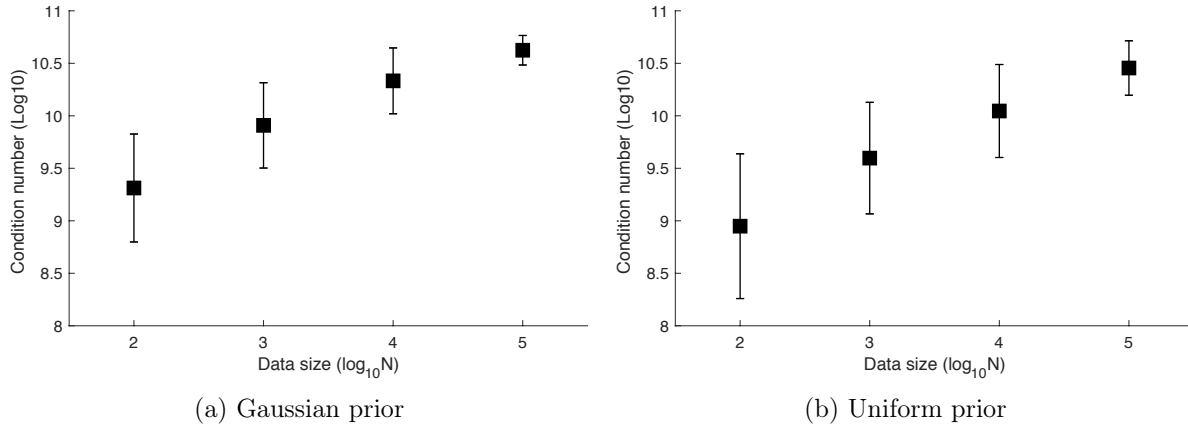 11
10.5
10
9.5
9
8.5
8
Condition number (Log10)
2 3 4 5
Data size (log10N)
(a) Gaussian prior
11
10.5
10
9.5
9
8.5
8
Condition number (Log10)
2 3 4 5
Data size (log10N)
(b) Uniform prior